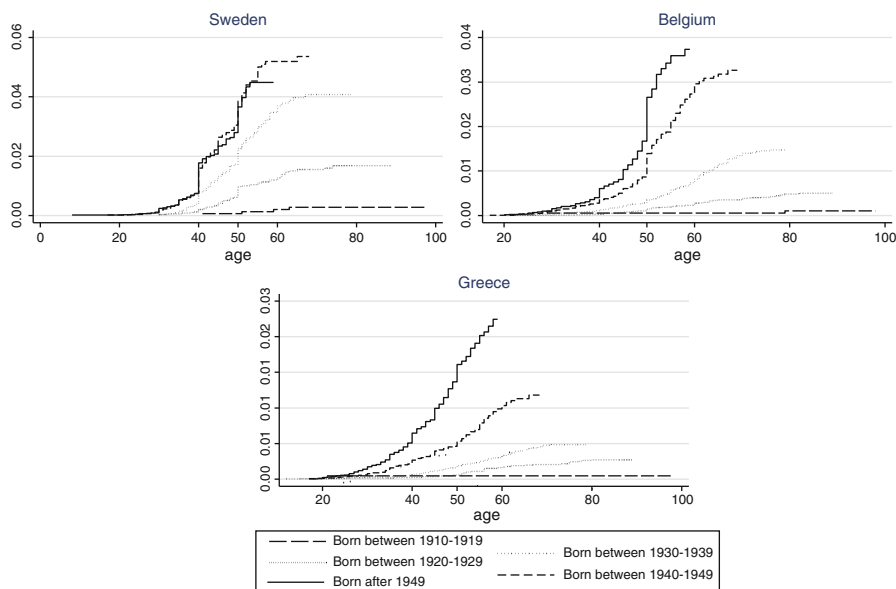 Sweden
0.06
0.04
0.02
0.00
0 20 40 60 80 100
age
Belgium
0.04
0.03
0.02
0.01
0.00
20 40 50 60 80 100
age
Greece
0.03
0.02
0.01
0.01
0.00
20 40 50 60 80 100
age
Born between 1910-1919
Born between 1920-1929
Born after 1949
Born between 1930-1939
Born between 1940-1949